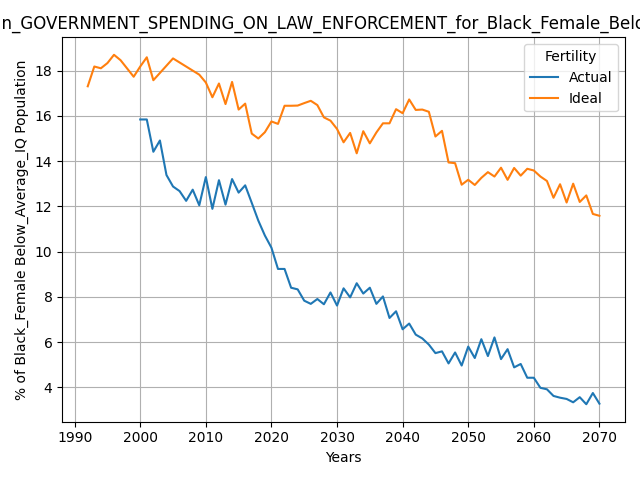 n_GOVERNMENT_SPENDING_ON_LAW_ENFORCEMENT_for_Black_Female_Belo
Fertility
Actual
Ideal
% of Black_Female Below_Average_IQ Population
18
16
14
12
10
8
6
4
1990 2000 2010 2020 2030 2040 2050 2060 2070
Years